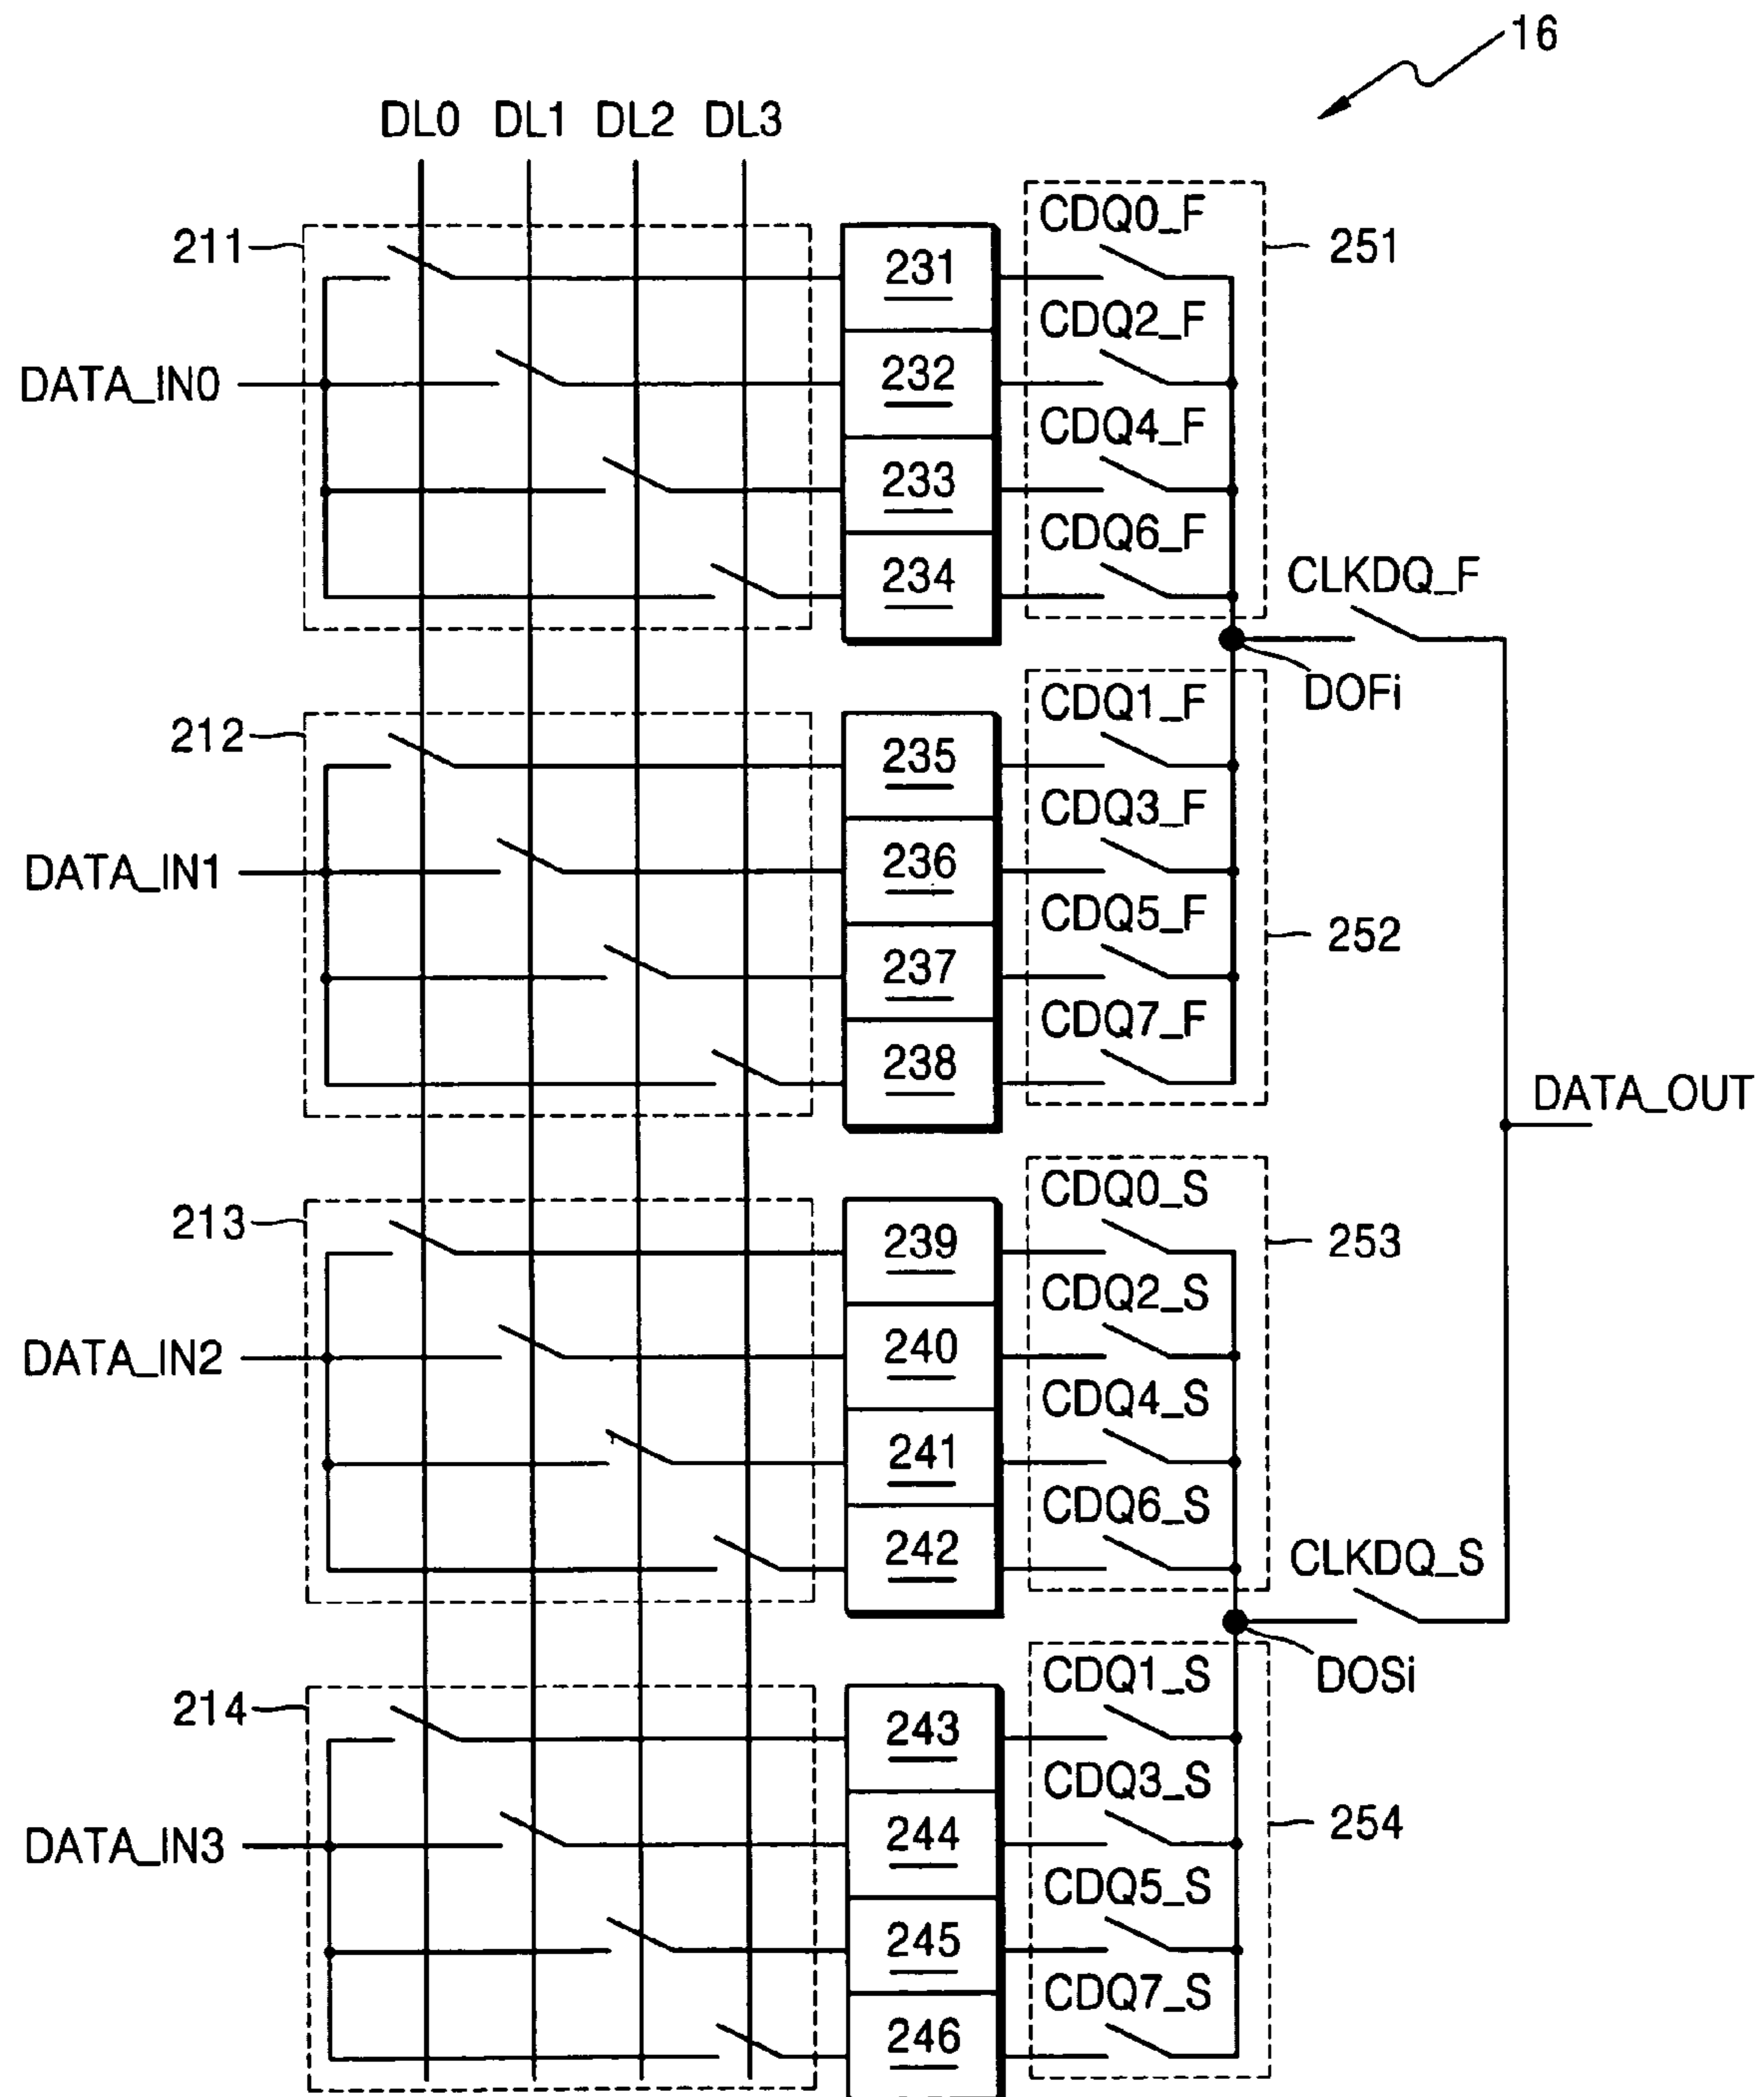 16
DL0 DL1 DL2 DL3
CDQ0_F
211
231
251
CDQ2_F
DATA_IN0
232
CDQ4_F
233
CDQ6_F
234
CLKDQ_F
DOFi
CDQ1_F
212
235
CDQ3_F
DATA_IN1
236
CDQ5_F
252
237
CDQ7_F
238
DATA_OUT
CDQ0_S
213
239
253
CDQ2_S
DATA_IN2
240
CDQ4_S
241
CDQ6_S
242
CLKDQ_S
DOSi
CDQ1_S
214
243
CDQ3_S
254
DATA_IN3
244
CDQ5_S
245
CDQ7_S
246